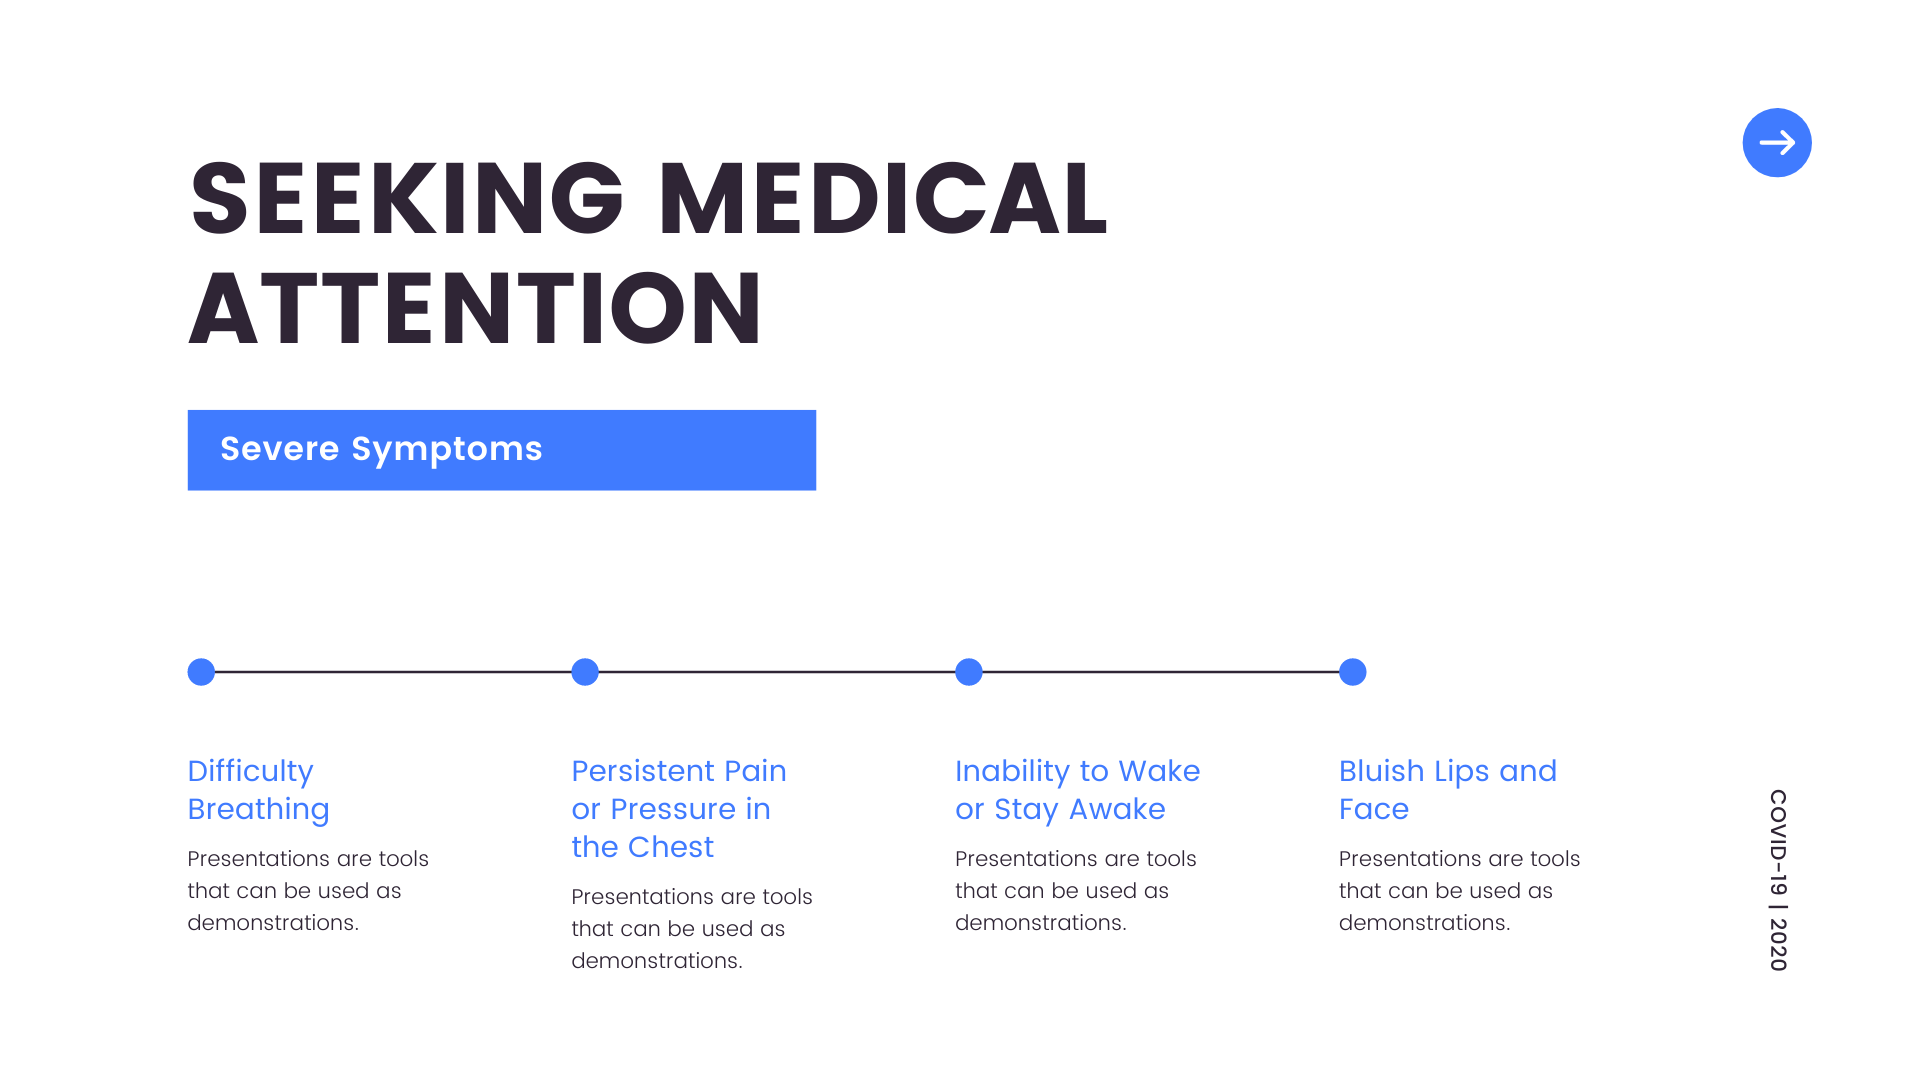 SEEKING MEDICAL
ATTENTION
Severe Symptoms
Difficulty
Breathing
Presentations are tools
that can be used as
demonstrations.
Persistent Pain
or Pressure in
the Chest
Presentations are tools
that can be used as
demonstrations.
Inability to Wake
or Stay Awake
Presentations are tools
that can be used as
demonstrations.
Bluish Lips and
Face
Presentations are tools
that can be used as
demonstrations.
COVID-19 | 2020